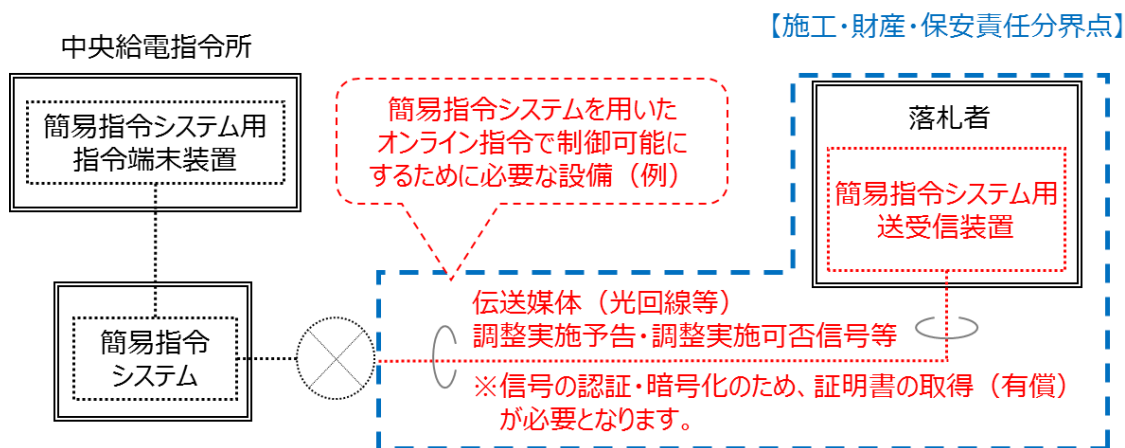 【施工・財産・保安責任分界点】
中央給電指令所
簡易指令システム用
指令端末装置
簡易指令システムを用いた
オンライン指令で制御可能に
するために必要な設備（例）
落札者
簡易指令システム用
送受信装置
簡易指令
システム
伝送媒体（光回線等）
調整実施予告・調整実施可否信号等
※信号の認証・暗号化のため、証明書の取得（有償）
が必要となります。